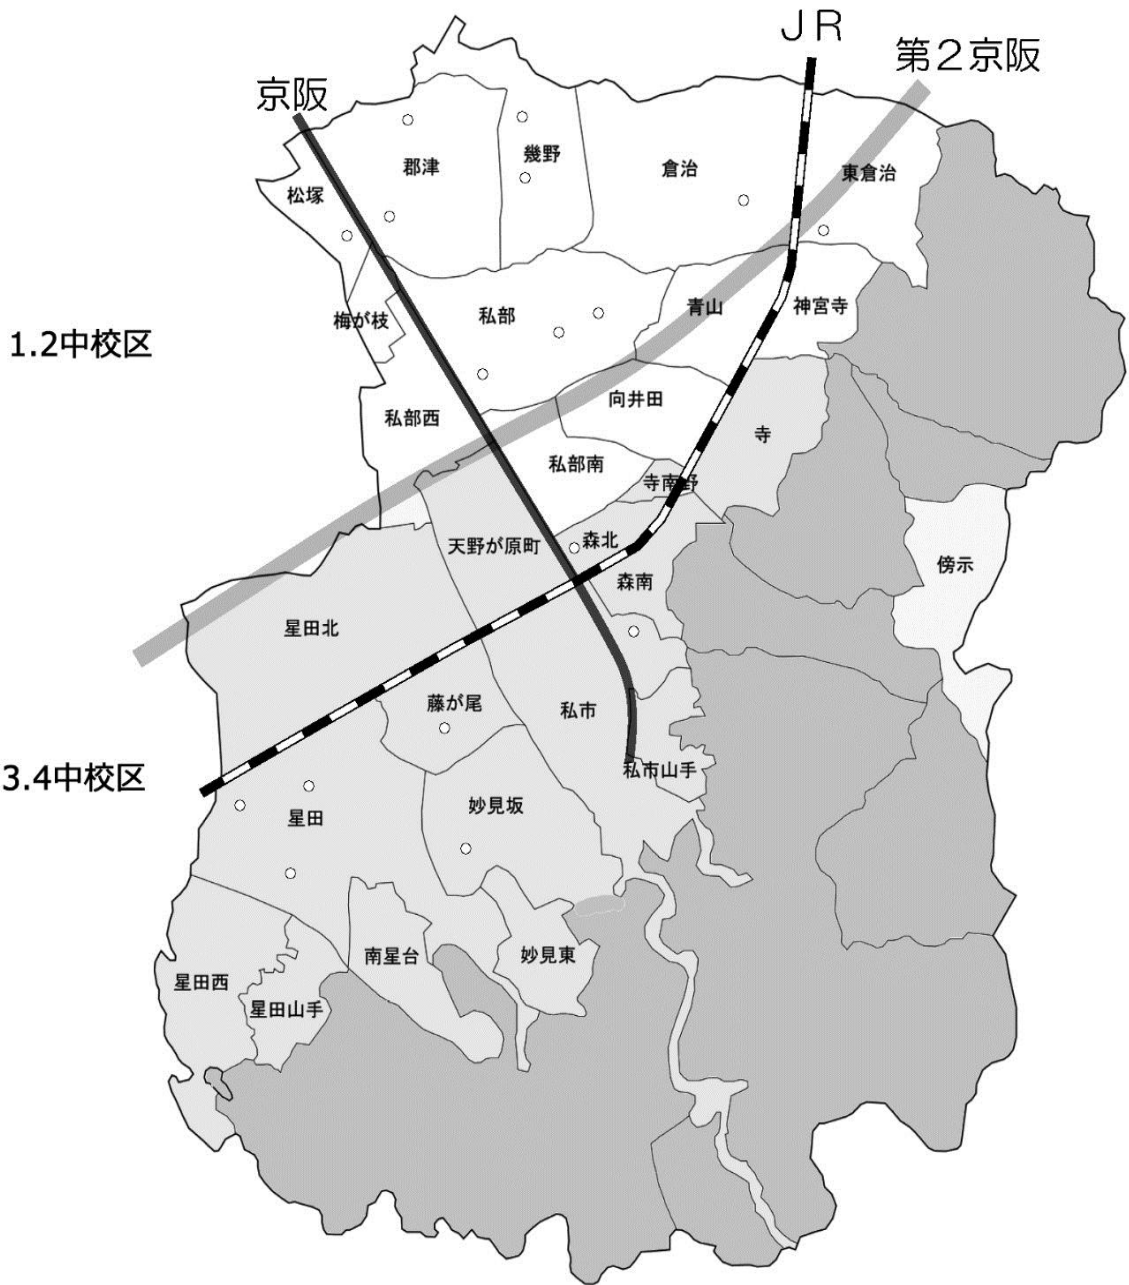 JR
第2京阪
京阪
幾野
郡津
倉治
東倉治
松塚
青山
神宮寺
私部
梅が枝
1.2中校区
向井田
私部西
寺
私部南
寺南野
森北
天野が原町
傍示
森南
星田北
藤が尾
私市
私市山手
3.4中校区
妙見坂
星田
南星台
妙見東
星田西
星田山手